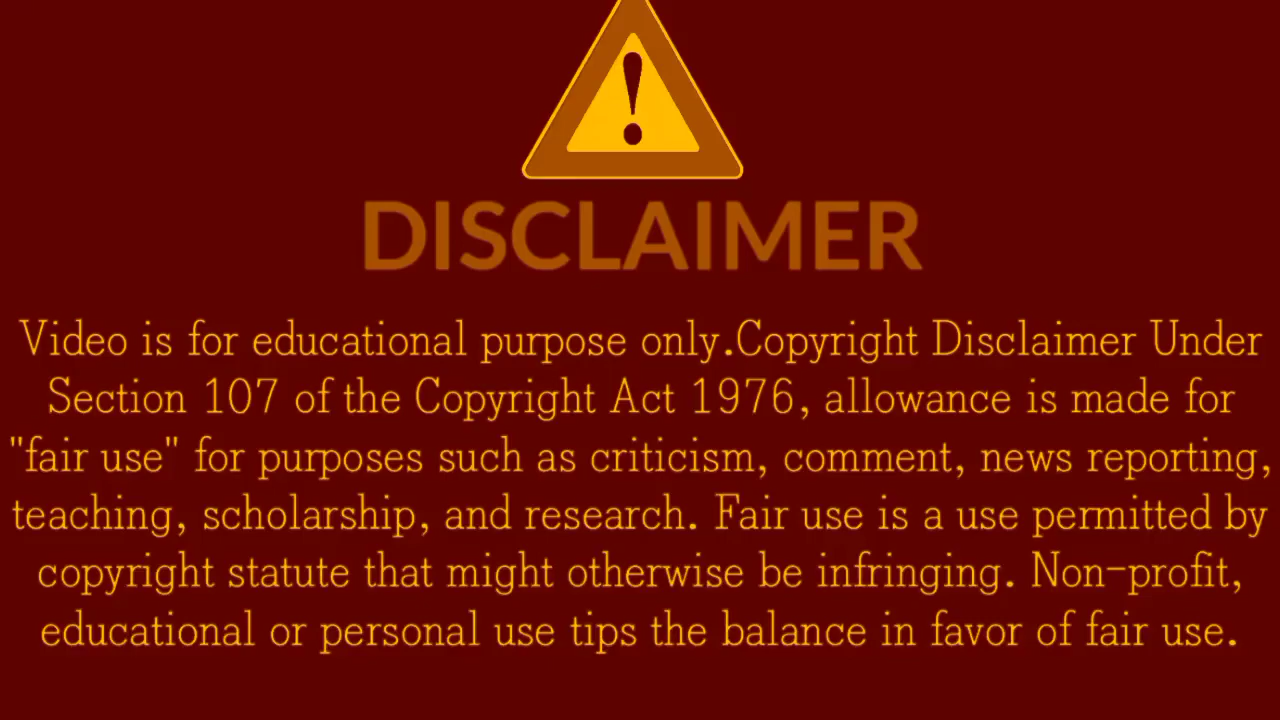 !
DISCLAIMER
Video is for educational purpose only.Copyright Disclaimer Under
Section 107 of the Copyright Act 1976, allowance is made for
"fair use" for purposes such as criticism, comment, news reporting,
teaching, scholarship, and research. Fair use is a use permitted by
copyright statute that might otherwise be infringing. Non-profit,
educational or personal use tips the balance in favor of fair use.